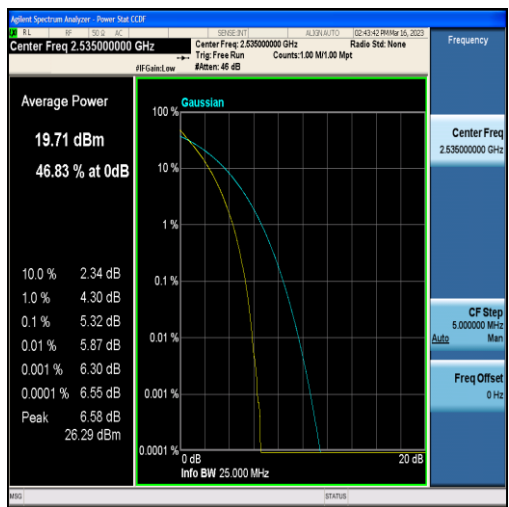 Agilent Spectrum Analyzer - Power Stat CCDF
RL RF 50 Ω AC SENSE:INT ALIGN AUTO 02:43:42 PM Mar 16, 2023
Center Freq 2.535000000 GHz
Center Freq: 2.535000000 GHz Radio Std: None
Trig: Free Run Counts:1.00 M/1.00 Mpt
#IFGain:Low #Atten: 46 dB
Frequency
Average Power
19.71 dBm
46.83 % at 0dB
10.0 % 2.34 dB
1.0 % 4.30 dB
0.1 % 5.32 dB
0.01 % 5.87 dB
0.001 % 6.30 dB
0.0001 % 6.55 dB
Peak 6.58 dB
26.29 dBm
Gaussian
100 %
10 %
1 %
0.1 %
0.01 %
0.001 %
0.0001 %
0 dB 20 dB
Info BW 25.000 MHz
Center Freq
2.535000000 GHz
CF Step
5.000000 MHz
Auto Man
Freq Offset
0 Hz
MSG STATUS